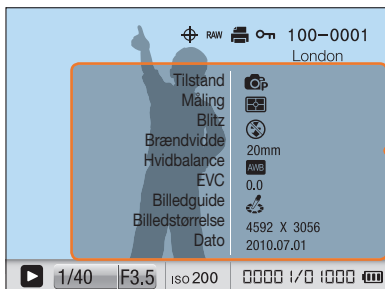 RAW 100-0001
London
Tilstand P
Måling
Blitz
Brændvidde 20mm
Hvidbalance AWB
EVC 0.0
Billedguide
Billedstørrelse 4592 X 3056
Dato 2010.07.01
1/40 F3.5 ISO 200 0000 1/0 1000